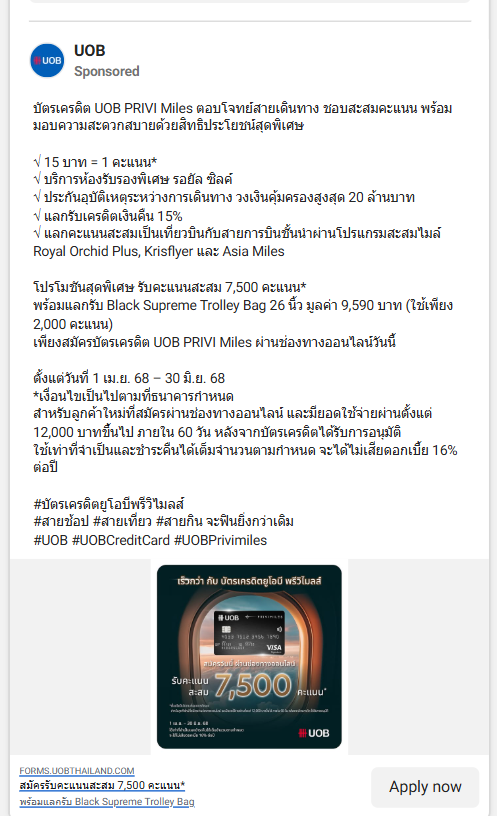 UOB
UOB
Sponsored
บัตรเครดิต UOB PRIVI Miles ตอบโจทย์สายเดินทาง ชอบสะสมคะแนน พร้อม
มอบความสะดวกสบายด้วยสิทธิประโยชน์สุดพิเศษ
√ 15 บาท = 1 คะแนน*
√ บริการห้องรับรองพิเศษ รอยัล ซิลค์
√ ประกันอุบัติเหตุระหว่างการเดินทาง วงเงินคุ้มครองสูงสุด 20 ล้านบาท
√ แลกรับเครดิตเงินคืน 15%
√ แลกคะแนนสะสมเป็นเที่ยวบินกับสายการบินชั้นนำผ่านโปรแกรมสะสมไมล์
Royal Orchid Plus, Krisflyer และ Asia Miles
โปรโมชันสุดพิเศษ รับคะแนนสะสม 7,500 คะแนน*
พร้อมแลกรับ Black Supreme Trolley Bag 26 นิ้ว มูลค่า 9,590 บาท (ใช้เพียง
2,000 คะแนน)
เพียงสมัครบัตรเครดิต UOB PRIVI Miles ผ่านช่องทางออนไลน์วันนี้
ตั้งแต่วันที่ 1 เม.ย. 68 – 30 มิ.ย. 68
*เงื่อนไขเป็นไปตามที่ธนาคารกำหนด
สำหรับลูกค้าใหม่ที่สมัครผ่านช่องทางออนไลน์ และมียอดใช้จ่ายผ่านตั้งแต่
12,000 บาทขึ้นไป ภายใน 60 วัน หลังจากบัตรเครดิตได้รับการอนุมัติ
ใช้เท่าที่จำเป็นและชำระคืนได้เต็มจำนวนตามกำหนด จะได้ไม่เสียดอกเบี้ย 16%
ต่อปี
#บัตรเครดิตยูโอบีพรีวิไมลส์
#สายช้อป #สายเที่ยว #สายกิน จะฟินยิ่งกว่าเดิม
#UOB #UOBCreditCard #UOBPrivimiles
เร็วกว่า กับ บัตรเครดิตยูโอบี พรีวิไมลส์
UOB
VISA
สมัครวันนี้ ผ่านช่องทางออนไลน์
รับคะแนน
สะสม 7,500 คะแนน*
1 เม.ย. - 30 มิ.ย. 68
UOB
FORMS.UOBTHAILAND.COM
สมัครรับคะแนนสะสม 7,500 คะแนน*
พร้อมแลกรับ Black Supreme Trolley Bag
Apply now